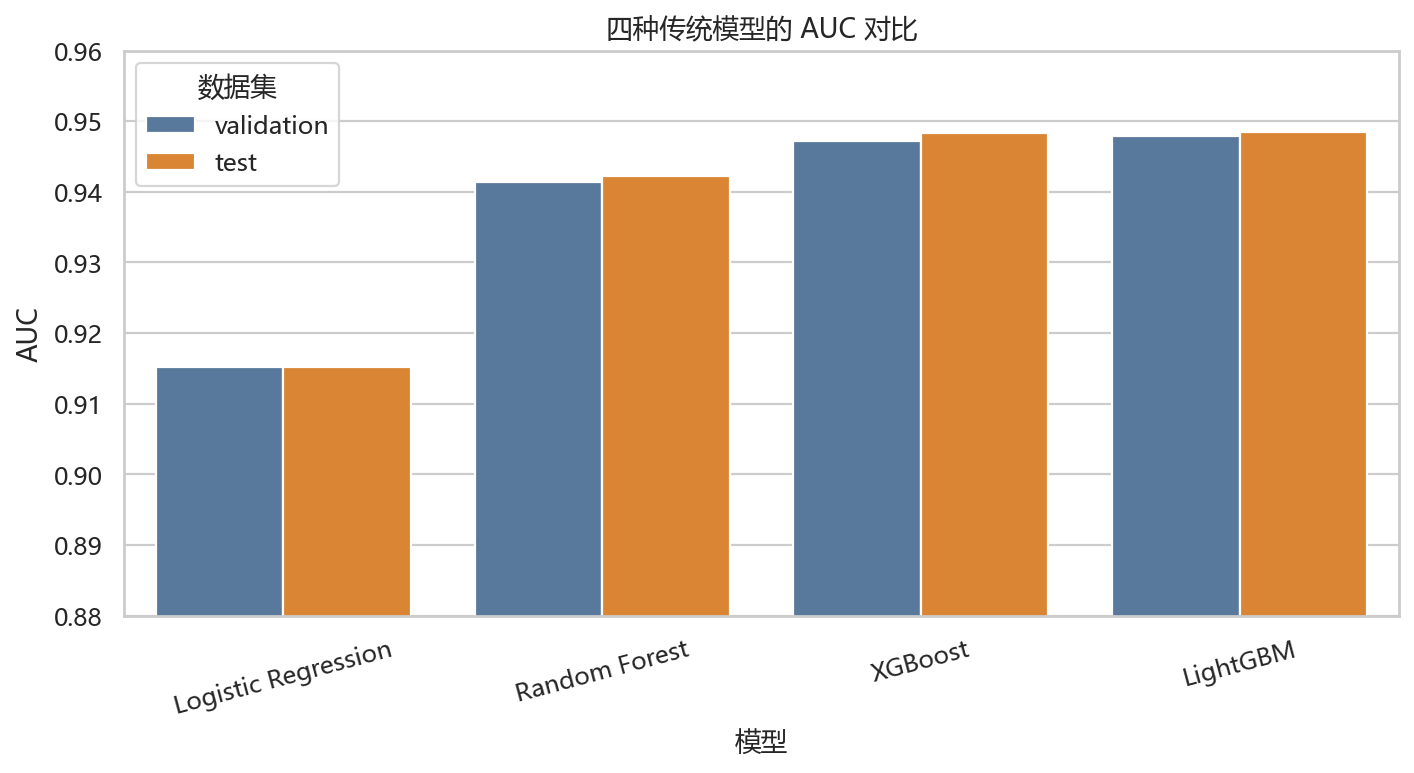 四种传统模型的 AUC 对比
0.96
0.95
0.94
0.93
0.92
0.91
0.90
0.89
0.88
AUC
数据集
validation
test
Logistic Regression
Random Forest
XGBoost
LightGBM
模型